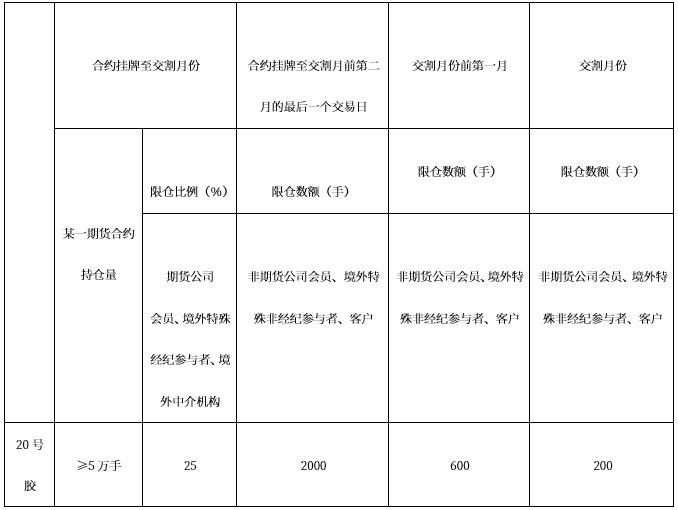 合约挂牌至交割月份
合约挂牌至交割月前第二
月的最后一个交易日
交割月份前第一月
交割月份
某一期货合约
持仓量
限仓比例（%）
限仓数额（手）
限仓数额（手）
限仓数额（手）
期货公司
会员、境外特殊
经纪参与者、境
外中介机构
非期货公司会员、境外特
殊非经纪参与者、客户
非期货公司会员、境外特
殊非经纪参与者、客户
非期货公司会员、境外特
殊非经纪参与者、客户
20 号
胶
≥5 万手
25
2000
600
200